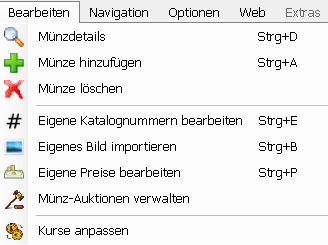 Bearbeiten Navigation Optionen Web Extras
Münzdetails Strg+D
Münze hinzufügen Strg+A
Münze löschen
# Eigene Katalognummern bearbeiten Strg+E
Eigenes Bild importieren Strg+B
Eigene Preise bearbeiten Strg+P
Münz-Auktionen verwalten
Kurse anpassen